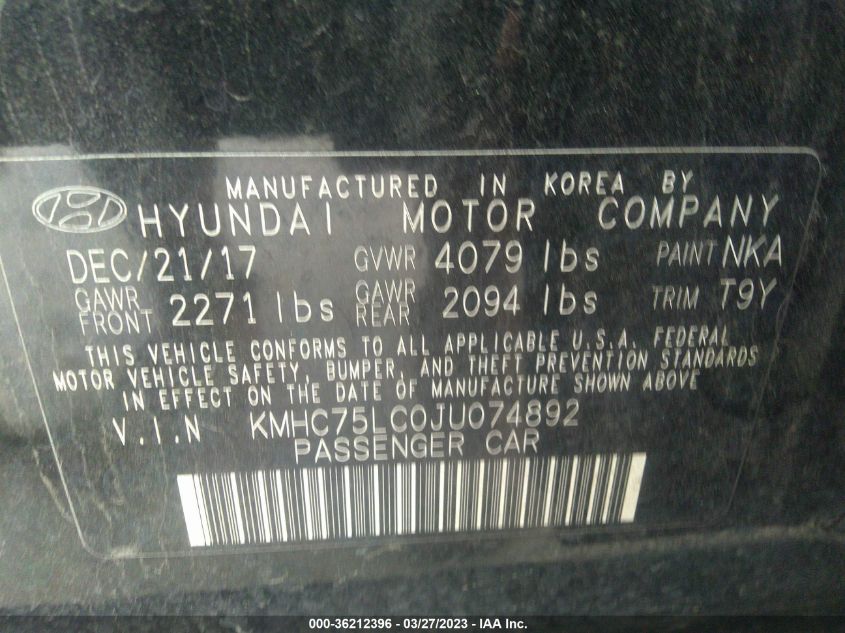 MANUFACTURED IN KOREA BY
HYUNDAI MOTOR COMPANY
DEC/21/17 GVWR 4079 lbs PAINT NKA
GAWR FRONT 2271 lbs GAWR REAR 2094 lbs TRIM T9Y
THIS VEHICLE CONFORMS TO ALL APPLICABLE U.S.A. FEDERAL
MOTOR VEHICLE SAFETY, BUMPER, AND THEFT PREVENTION STANDARDS
IN EFFECT ON THE DATE OF MANUFACTURE SHOWN ABOVE
V.I.N KMHC75LC0JU074892
PASSENGER CAR
000-36212396 — 03/27/2023 — IAA Inc.